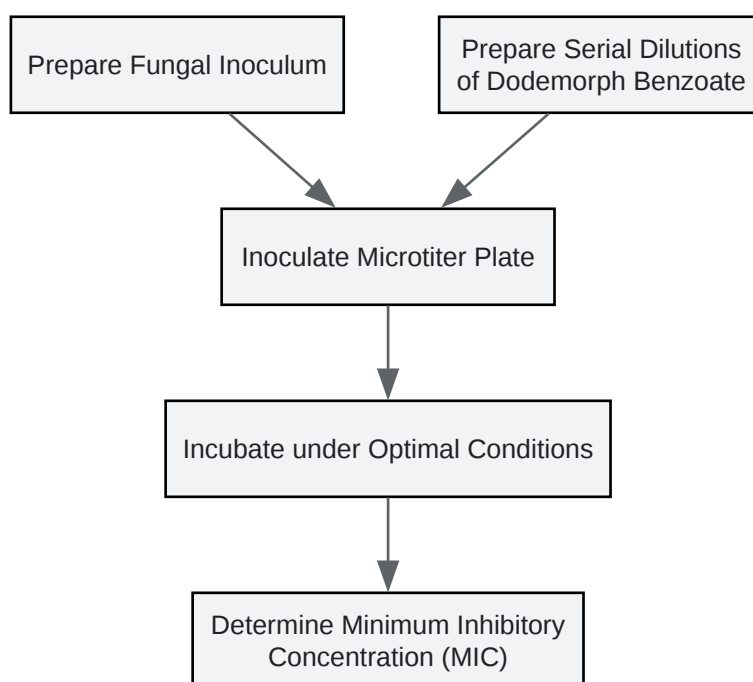 Prepare Fungal Inoculum
Prepare Serial Dilutions
of Dodemorph Benzoate
Inoculate Microtiter Plate
Incubate under Optimal Conditions
Determine Minimum Inhibitory
Concentration (MIC)